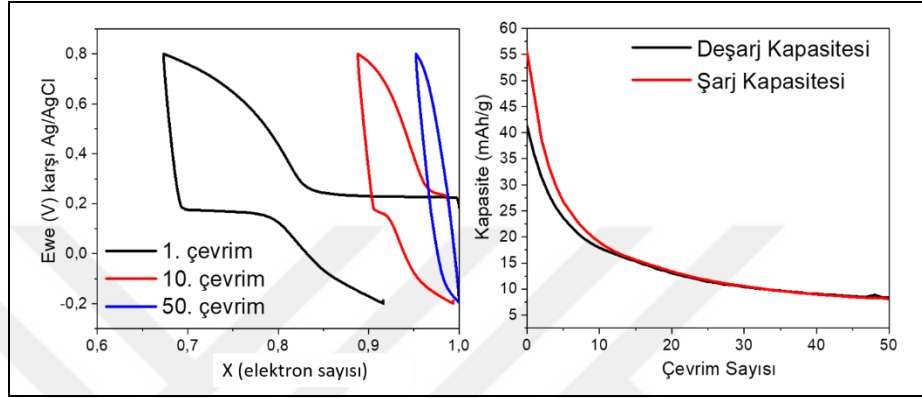 Ewe (V) karşı Ag/AgCl
0,8
0,6
0,4
0,2
0,0
-0,2
1. çevrim
10. çevrim
50. çevrim
0,6 0,7 0,8 0,9 1,0
X (elektron sayısı)
Kapasite (mAh/g)
60
55
50
45
40
35
30
25
20
15
10
5
Deşarj Kapasitesi
Şarj Kapasitesi
0 10 20 30 40 50
Çevrim Sayısı